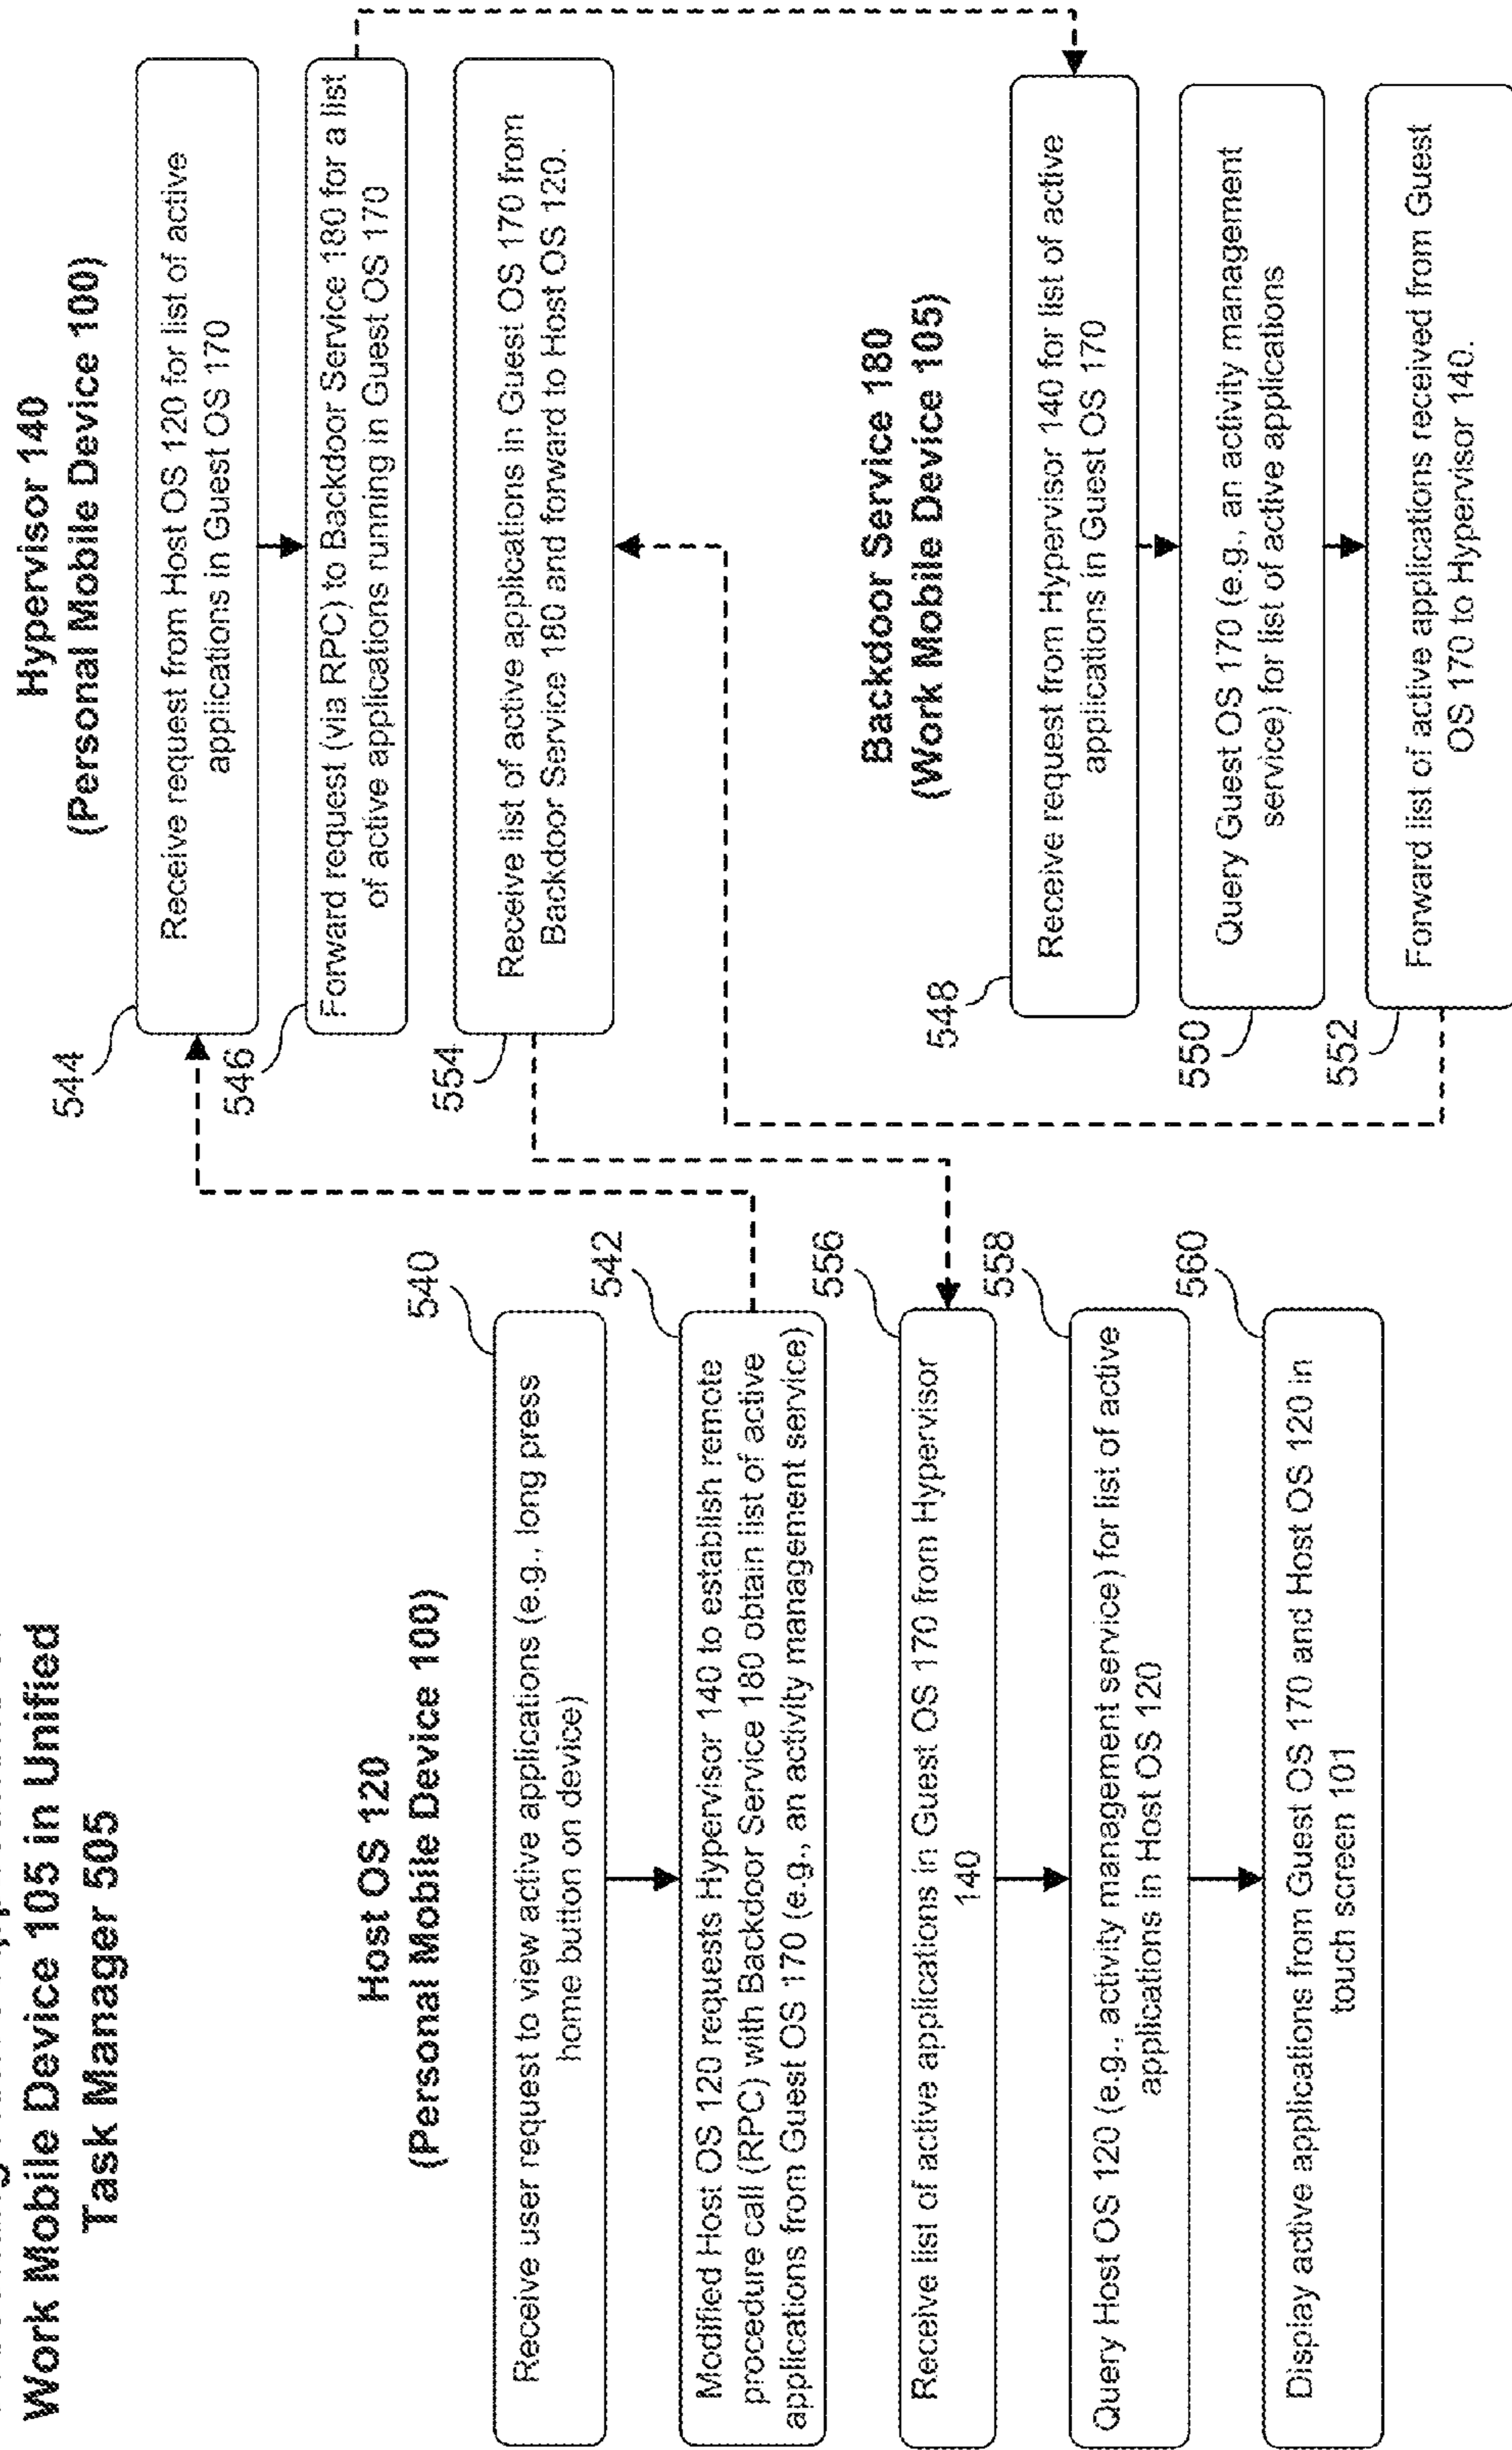 Work Mobile Device 105 in Unified
Task Manager 505
Host OS 120
(Personal Mobile Device 100)
540
Receive user request to view active applications (e.g., long press
home button on device)
542
Modified Host OS 120 requests Hypervisor 140 to establish remote
procedure call (RPC) with Backdoor Service 180 obtain list of active
applications from Guest OS 170 (e.g., an activity management service)
556
Receive list of active applications in Guest OS 170 from Hypervisor
140
558
Query Host OS 120 (e.g., activity management service) for list of active
applications in Host OS 120
560
Display active applications from Guest OS 170 and Host OS 120 in
touch screen 101
Hypervisor 140
(Personal Mobile Device 100)
544
Receive request from Host OS 120 for list of active
applications in Guest OS 170
546
Forward request (via RPC) to Backdoor Service 180 for a list
of active applications running in Guest OS 170
554
Receive list of active applications in Guest OS 170 from
Backdoor Service 180 and forward to Host OS 120.
Backdoor Service 180
(Work Mobile Device 105)
548
Receive request from Hypervisor 140 for list of active
applications in Guest OS 170
550
Query Guest OS 170 (e.g., an activity management
service) for list of active applications
552
Forward list of active applications received from Guest
OS 170 to Hypervisor 140.